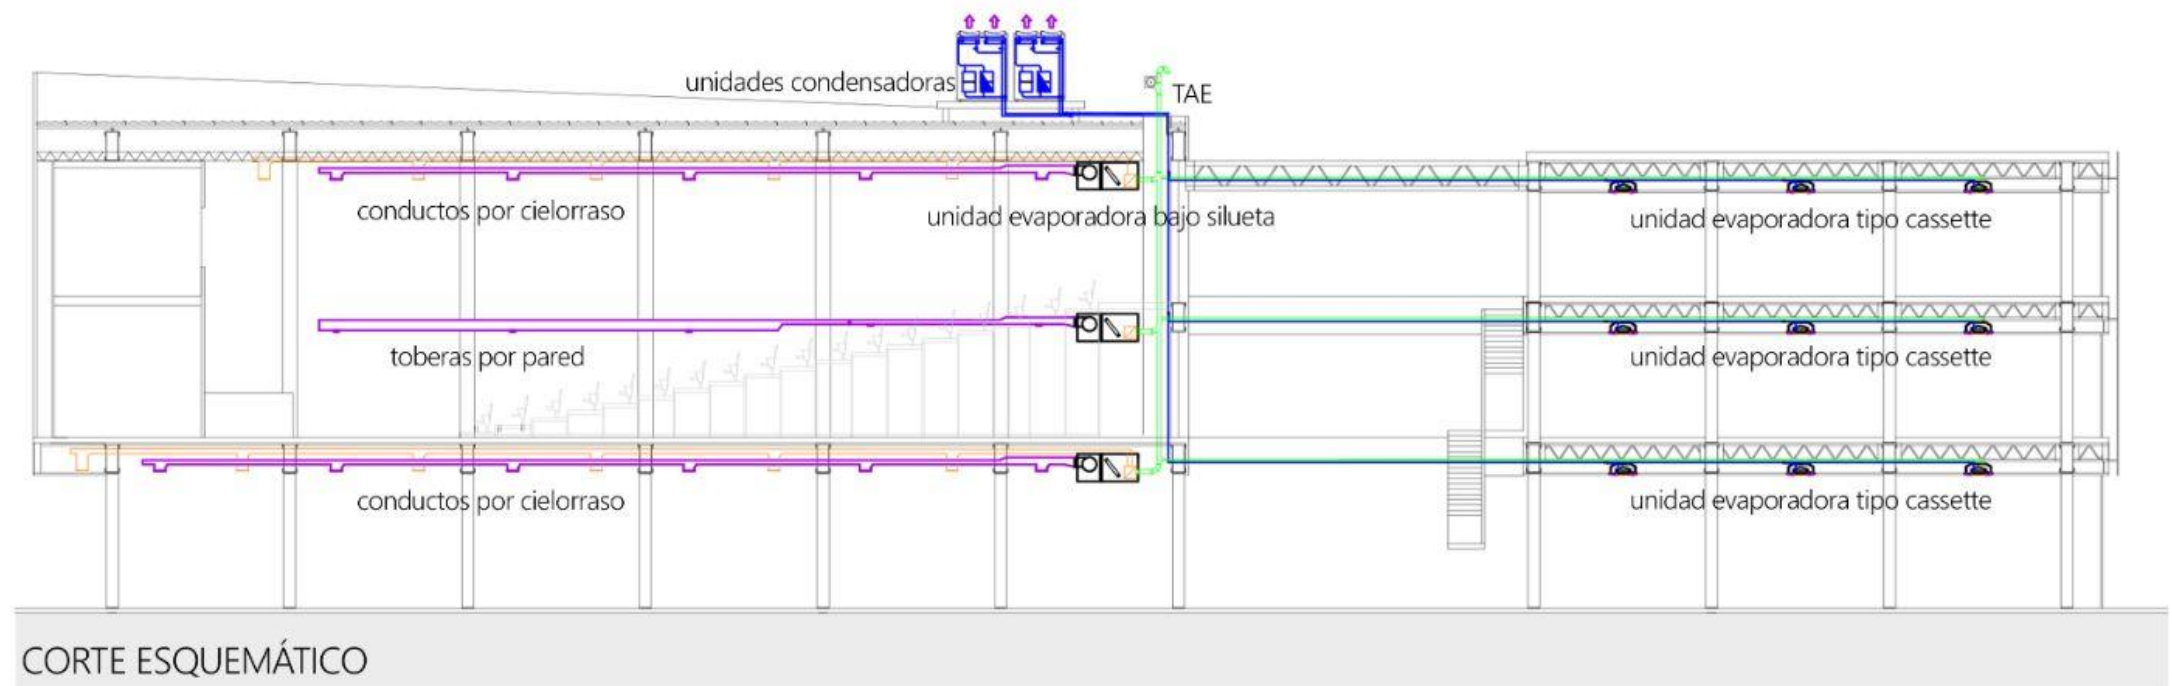 unidades condensadoras
TAE
conductos por cielorraso
unidad evaporadora bajo silueta
unidad evaporadora tipo cassette
toberas por pared
unidad evaporadora tipo cassette
conductos por cielorraso
unidad evaporadora tipo cassette
CORTE ESQUEMÁTICO